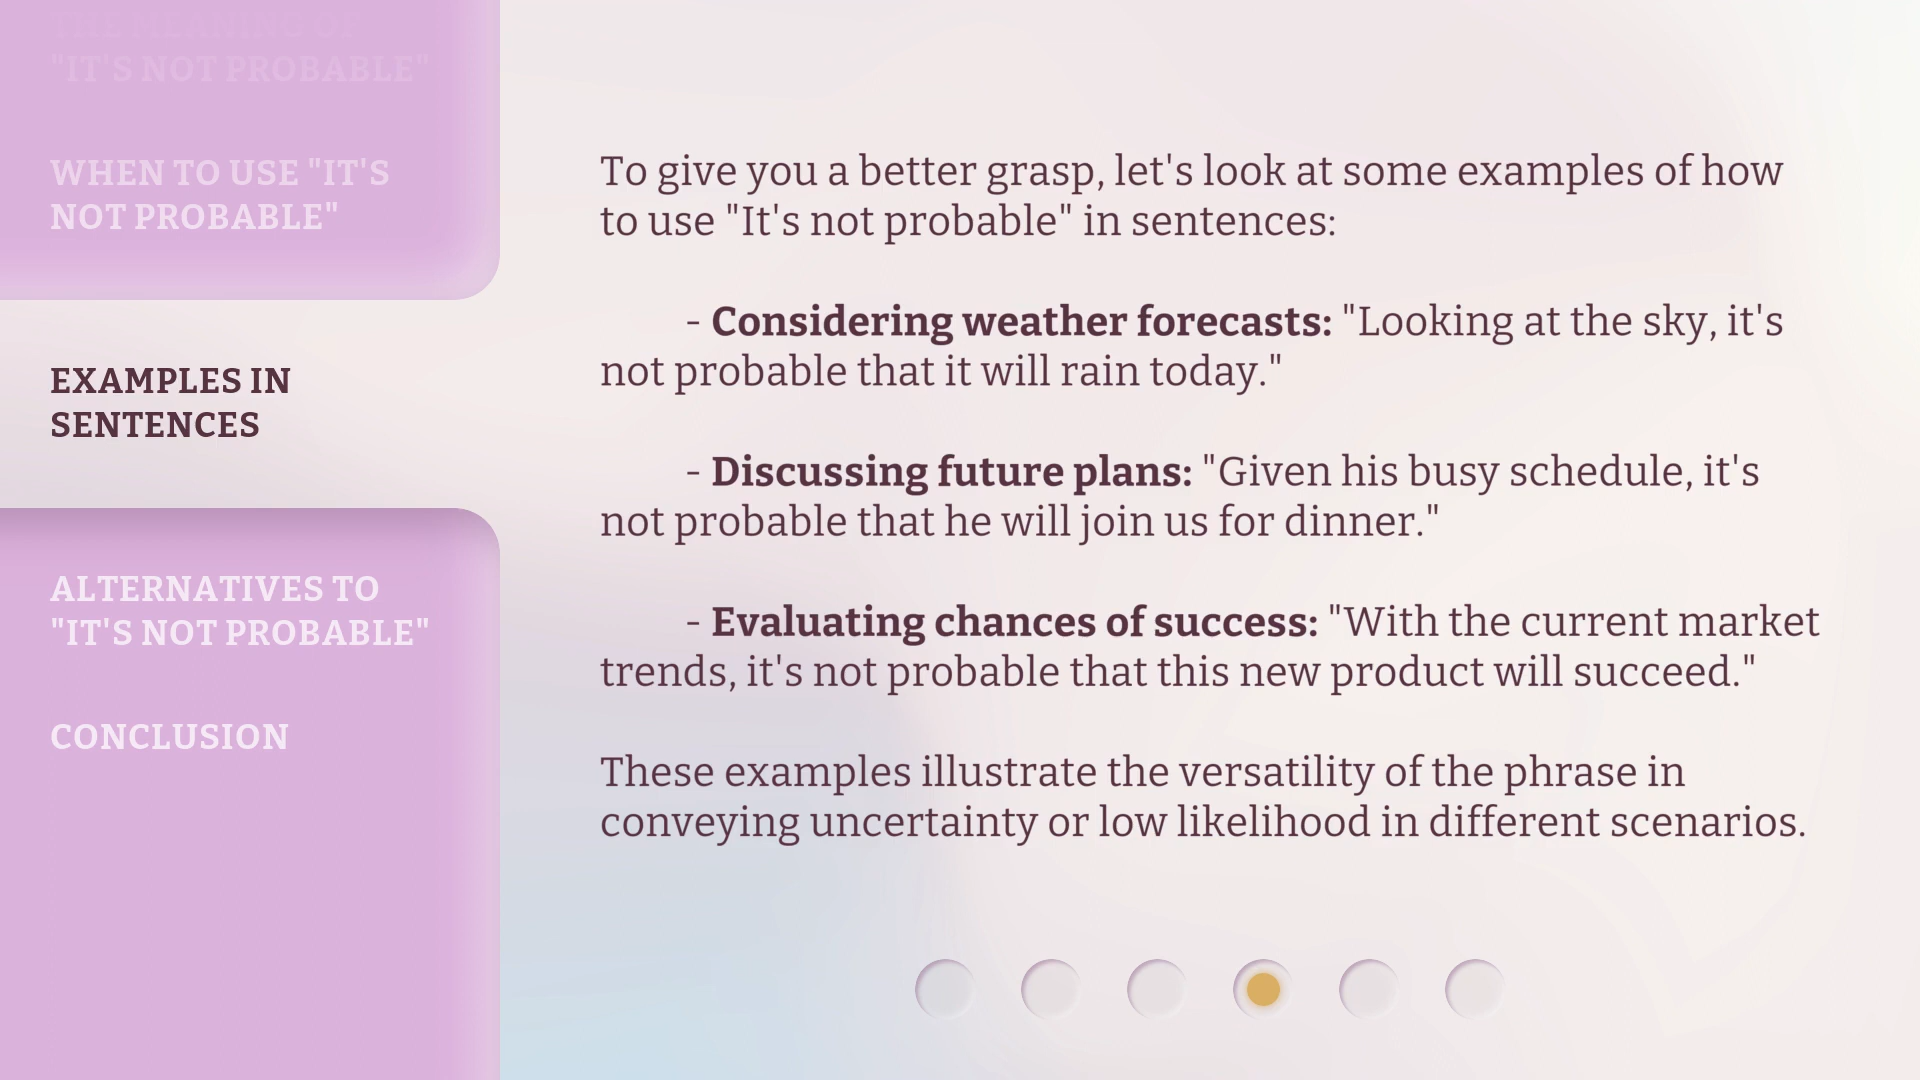 THE MEANING OF
"IT'S NOT PROBABLE"
WHEN TO USE "IT'S
NOT PROBABLE"
EXAMPLES IN
SENTENCES
ALTERNATIVES TO
"IT'S NOT PROBABLE"
CONCLUSION
To give you a better grasp, let's look at some examples of how
to use "It's not probable" in sentences:
- Considering weather forecasts: "Looking at the sky, it's
not probable that it will rain today."
- Discussing future plans: "Given his busy schedule, it's
not probable that he will join us for dinner."
- Evaluating chances of success: "With the current market
trends, it's not probable that this new product will succeed."
These examples illustrate the versatility of the phrase in
conveying uncertainty or low likelihood in different scenarios.